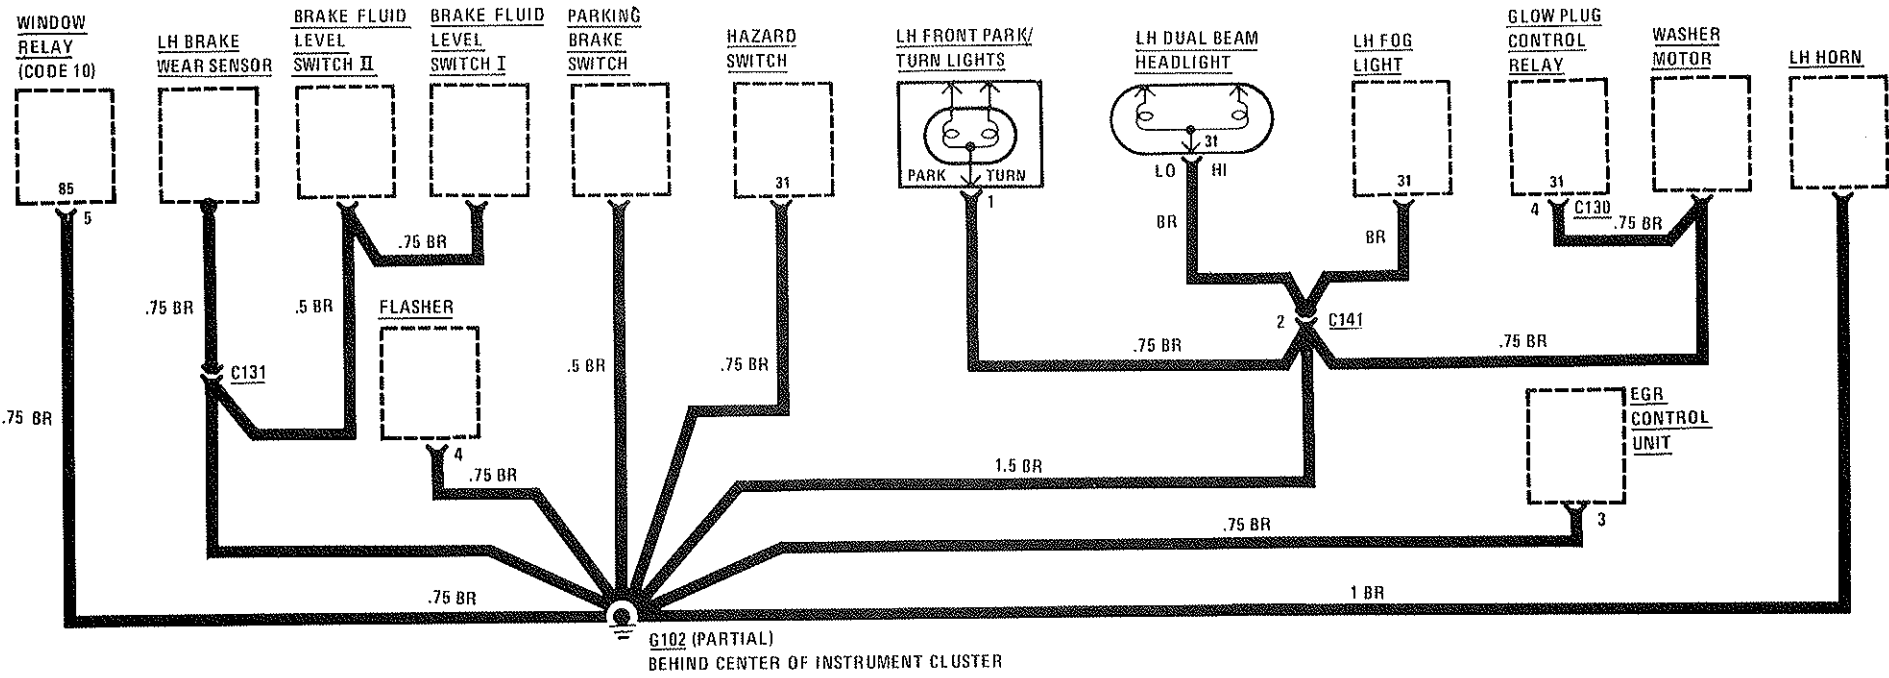 WINDOW
RELAY
(CODE 10)
LH BRAKE
WEAR SENSOR
BRAKE FLUID
LEVEL
SWITCH II
BRAKE FLUID
LEVEL
SWITCH I
PARKING
BRAKE
SWITCH
HAZARD
SWITCH
LH FRONT PARK/
TURN LIGHTS
LH DUAL BEAM
HEADLIGHT
LH FOG
LIGHT
GLOW PLUG
CONTROL
RELAY
WASHER
MOTOR
LH HORN
85
5
31
PARK
TURN
1
31
LO
HI
31
31
4
C130
.75 BR
.75 BR
BR
BR
.75 BR
.5 BR
FLASHER
2
C141
.75 BR
.75 BR
C131
.5 BR
.75 BR
.75 BR
EGR
CONTROL
UNIT
4
.75 BR
1.5 BR
3
.75 BR
.75 BR
1 BR
G102 (PARTIAL)
BEHIND CENTER OF INSTRUMENT CLUSTER